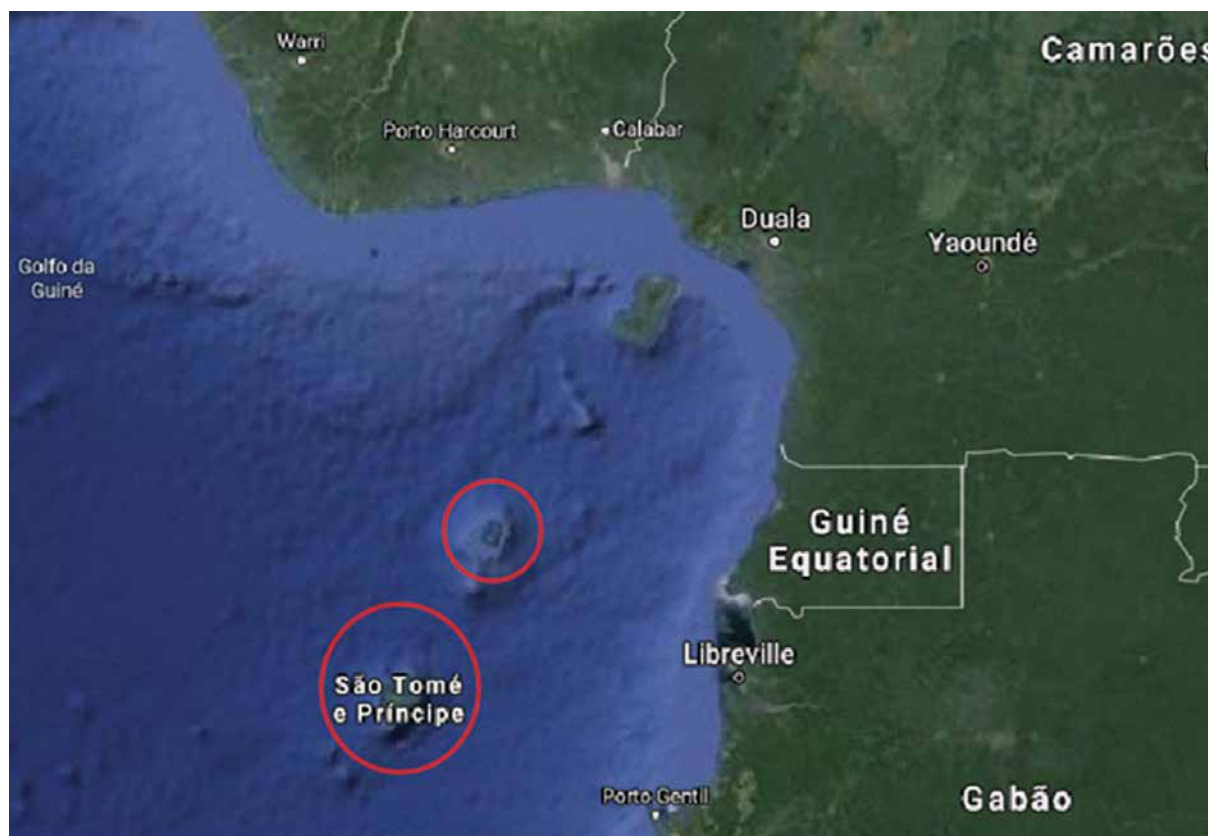 Warri
Camarões
Porto Harcourt
Calabar
Duala
Yaoundé
Golfo da
Guiné
Guiné
Equatorial
Libreville
São Tomé
e Príncipe
Porto Gentil
Gabão